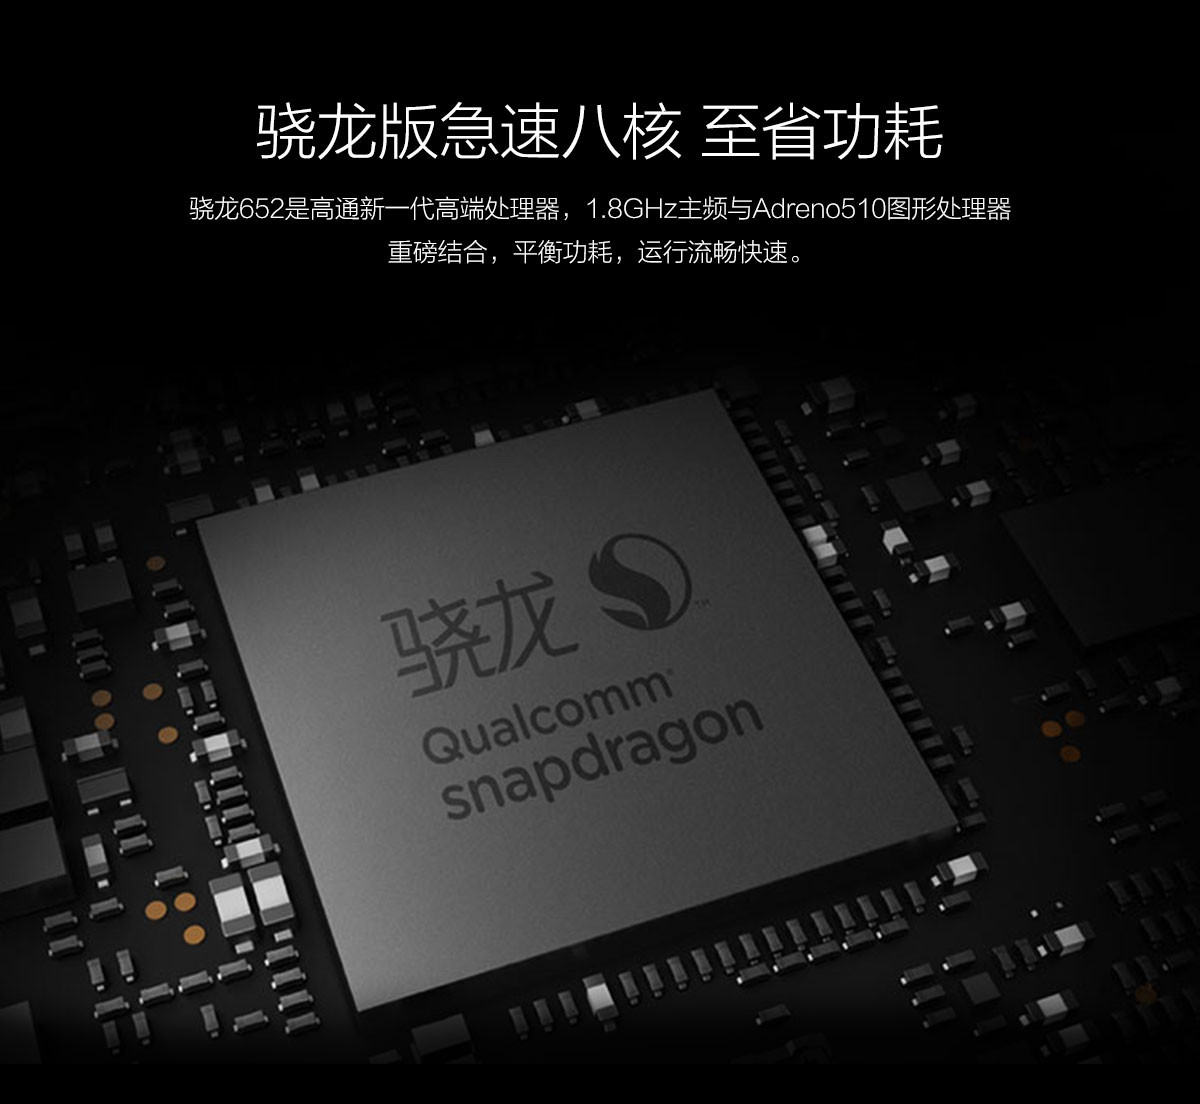 骁龙版急速八核 至省功耗
骁龙652是高通新一代高端处理器，1.8GHz主频与Adreno510图形处理器
重磅结合，平衡功耗，运行流畅快速。
骁龙 ™
Qualcomm®
snapdragon